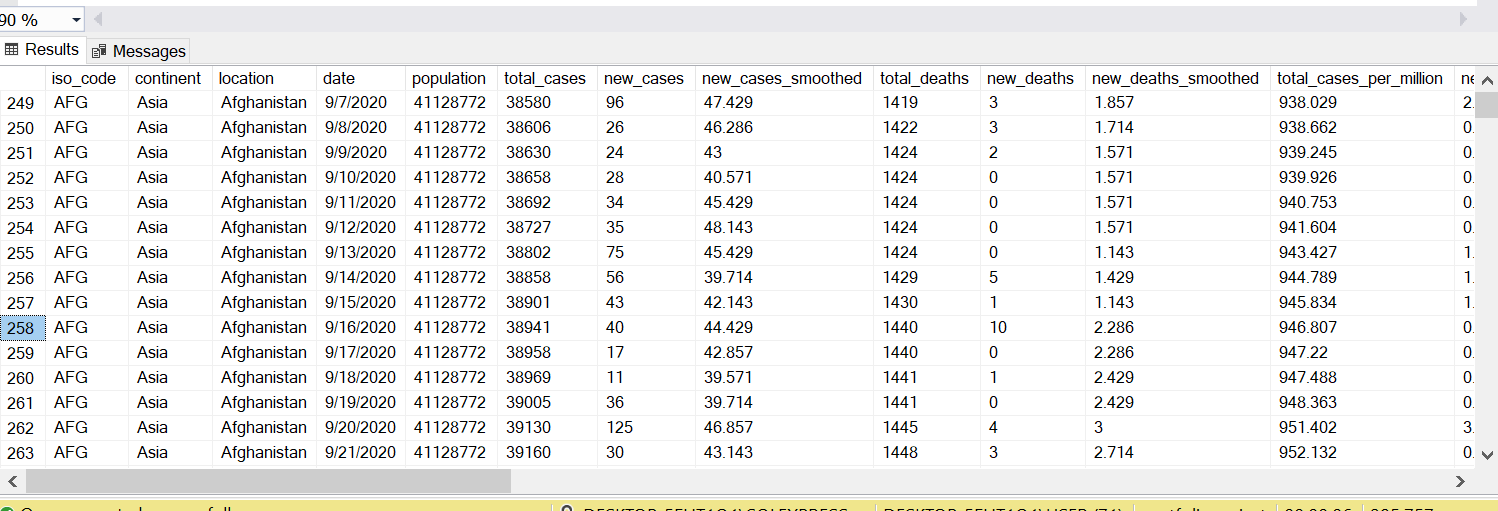 90 %
Results Messages
iso_code continent location date population total_cases new_cases new_cases_smoothed total_deaths new_deaths new_deaths_smoothed total_cases_per_million
249 AFG Asia Afghanistan 9/7/2020 41128772 38580 96 47.429 1419 3 1.857 938.029 2.
250 AFG Asia Afghanistan 9/8/2020 41128772 38606 26 46.286 1422 3 1.714 938.662 0.
251 AFG Asia Afghanistan 9/9/2020 41128772 38630 24 43 1424 2 1.571 939.245 0.
252 AFG Asia Afghanistan 9/10/2020 41128772 38658 28 40.571 1424 0 1.571 939.926 0.
253 AFG Asia Afghanistan 9/11/2020 41128772 38692 34 45.429 1424 0 1.571 940.753 0.
254 AFG Asia Afghanistan 9/12/2020 41128772 38727 35 48.143 1424 0 1.571 941.604 0.
255 AFG Asia Afghanistan 9/13/2020 41128772 38802 75 45.429 1424 0 1.143 943.427 1.
256 AFG Asia Afghanistan 9/14/2020 41128772 38858 56 39.714 1429 5 1.429 944.789 1.
257 AFG Asia Afghanistan 9/15/2020 41128772 38901 43 42.143 1430 1 1.143 945.834 1.
258 AFG Asia Afghanistan 9/16/2020 41128772 38941 40 44.429 1440 10 2.286 946.807 0.
259 AFG Asia Afghanistan 9/17/2020 41128772 38958 17 42.857 1440 0 2.286 947.22 0.
260 AFG Asia Afghanistan 9/18/2020 41128772 38969 11 39.571 1441 1 2.429 947.488 0.
261 AFG Asia Afghanistan 9/19/2020 41128772 39005 36 39.714 1441 0 2.429 948.363 0.
262 AFG Asia Afghanistan 9/20/2020 41128772 39130 125 46.857 1445 4 3 951.402 3.
263 AFG Asia Afghanistan 9/21/2020 41128772 39160 30 43.143 1448 3 2.714 952.132 0.